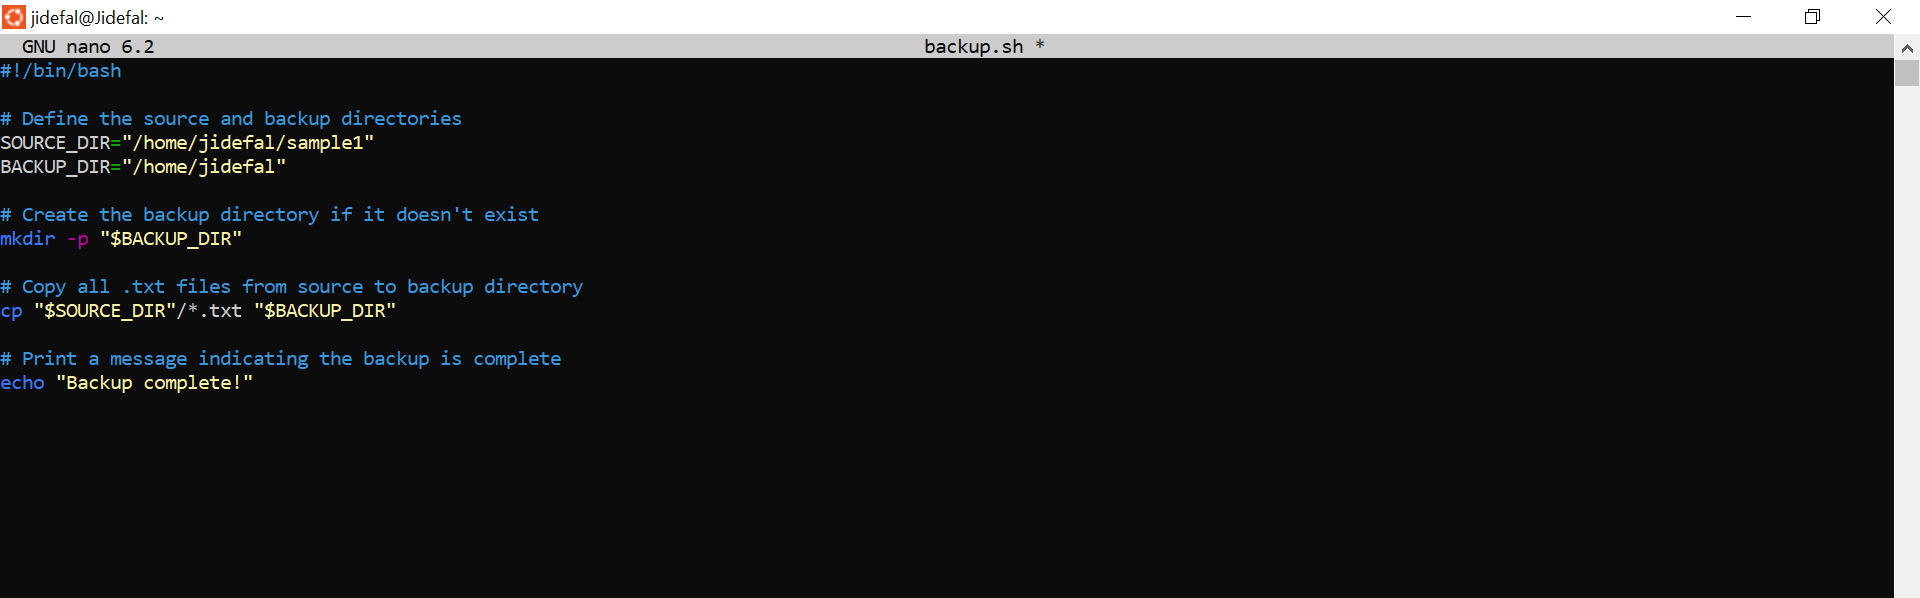 jidefal@Jidefal: ~
GNU nano 6.2 backup.sh *
#!/bin/bash
# Define the source and backup directories
SOURCE_DIR="/home/jidefal/sample1"
BACKUP_DIR="/home/jidefal"
# Create the backup directory if it doesn't exist
mkdir -p "$BACKUP_DIR"
# Copy all .txt files from source to backup directory
cp "$SOURCE_DIR"/*.txt "$BACKUP_DIR"
# Print a message indicating the backup is complete
echo "Backup complete!"